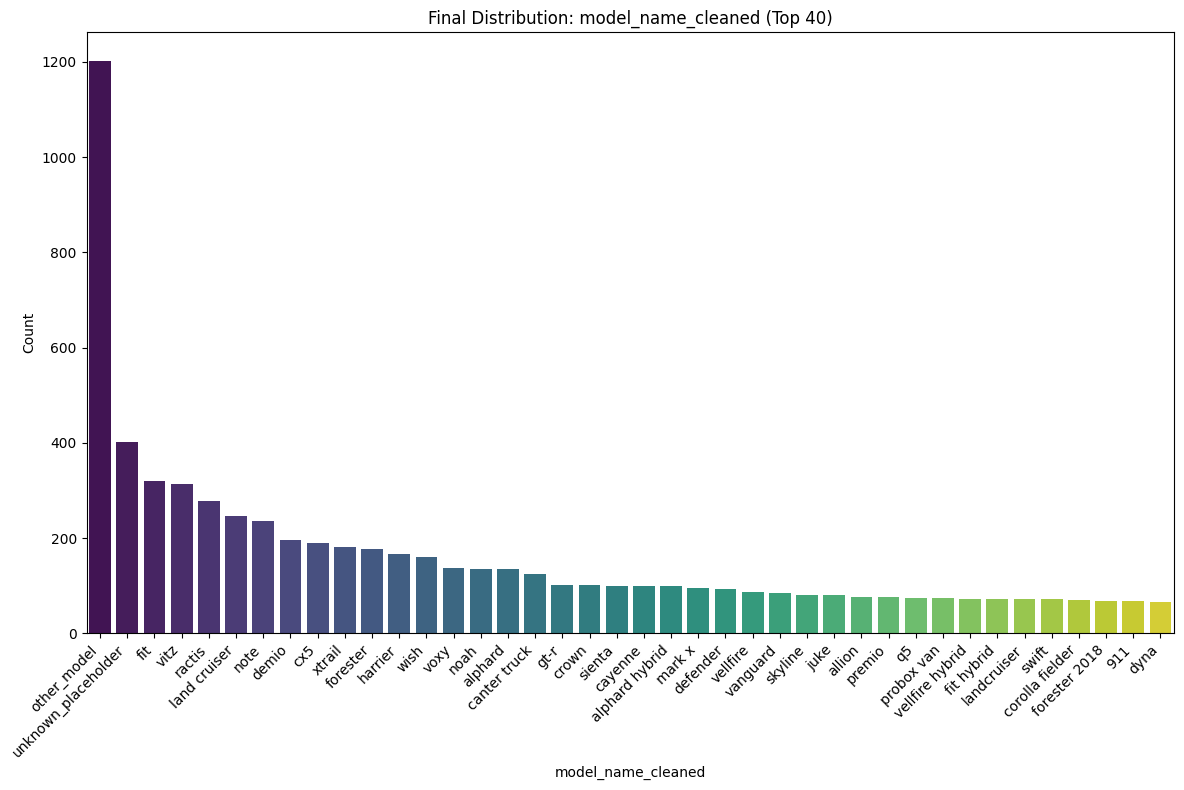 Final Distribution: model_name_cleaned (Top 40)
1200
1000
800
600
400
200
0
Count
other_model
unknown_placeholder
fit
vitz
ractis
land cruiser
note
demio
cx5
xtrail
forester
harrier
wish
voxy
noah
alphard
canter truck
gt-r
crown
sienta
cayenne
alphard hybrid
mark x
defender
vellfire
vanguard
skyline
juke
allion
premio
q5
probox van
vellfire hybrid
fit hybrid
landcruiser
swift
corolla fielder
forester 2018
911
dyna
model_name_cleaned